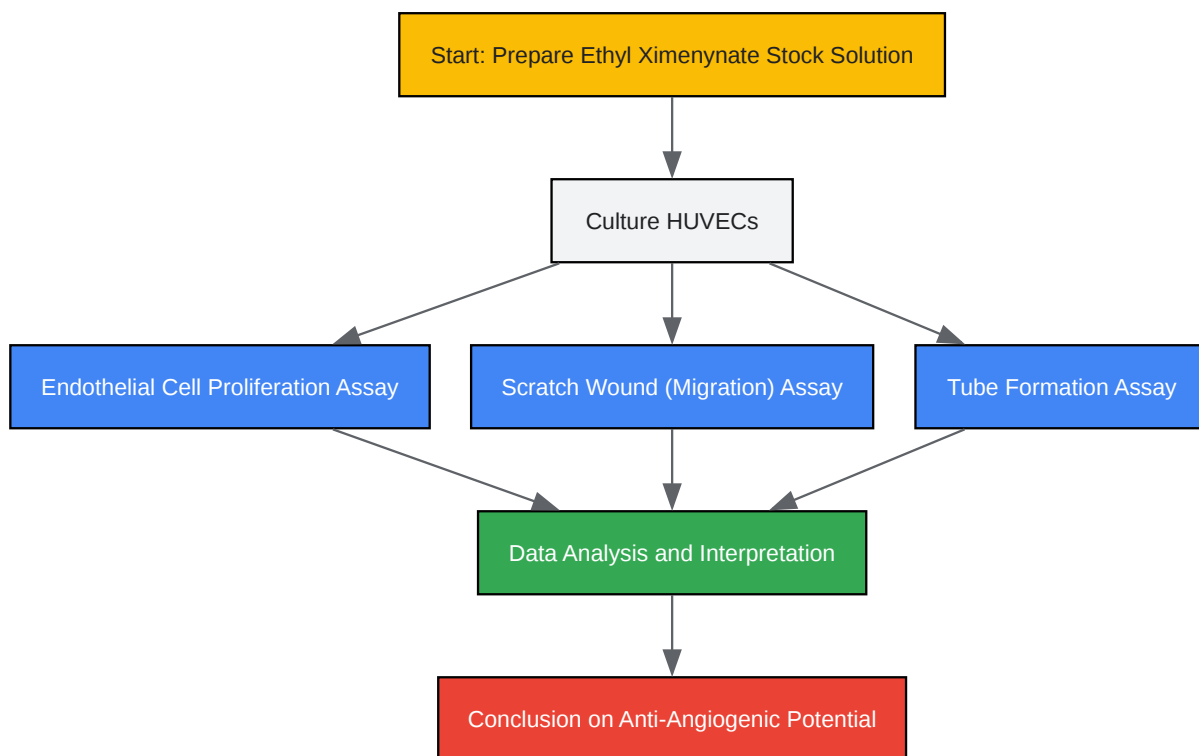 Start: Prepare Ethyl Ximenynate Stock Solution
Culture HUVECs
Endothelial Cell Proliferation Assay
Scratch Wound (Migration) Assay
Tube Formation Assay
Data Analysis and Interpretation
Conclusion on Anti-Angiogenic Potential